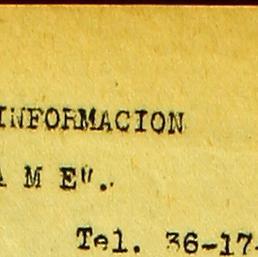 INFORMACION
A M E".
Tel. 36-17-